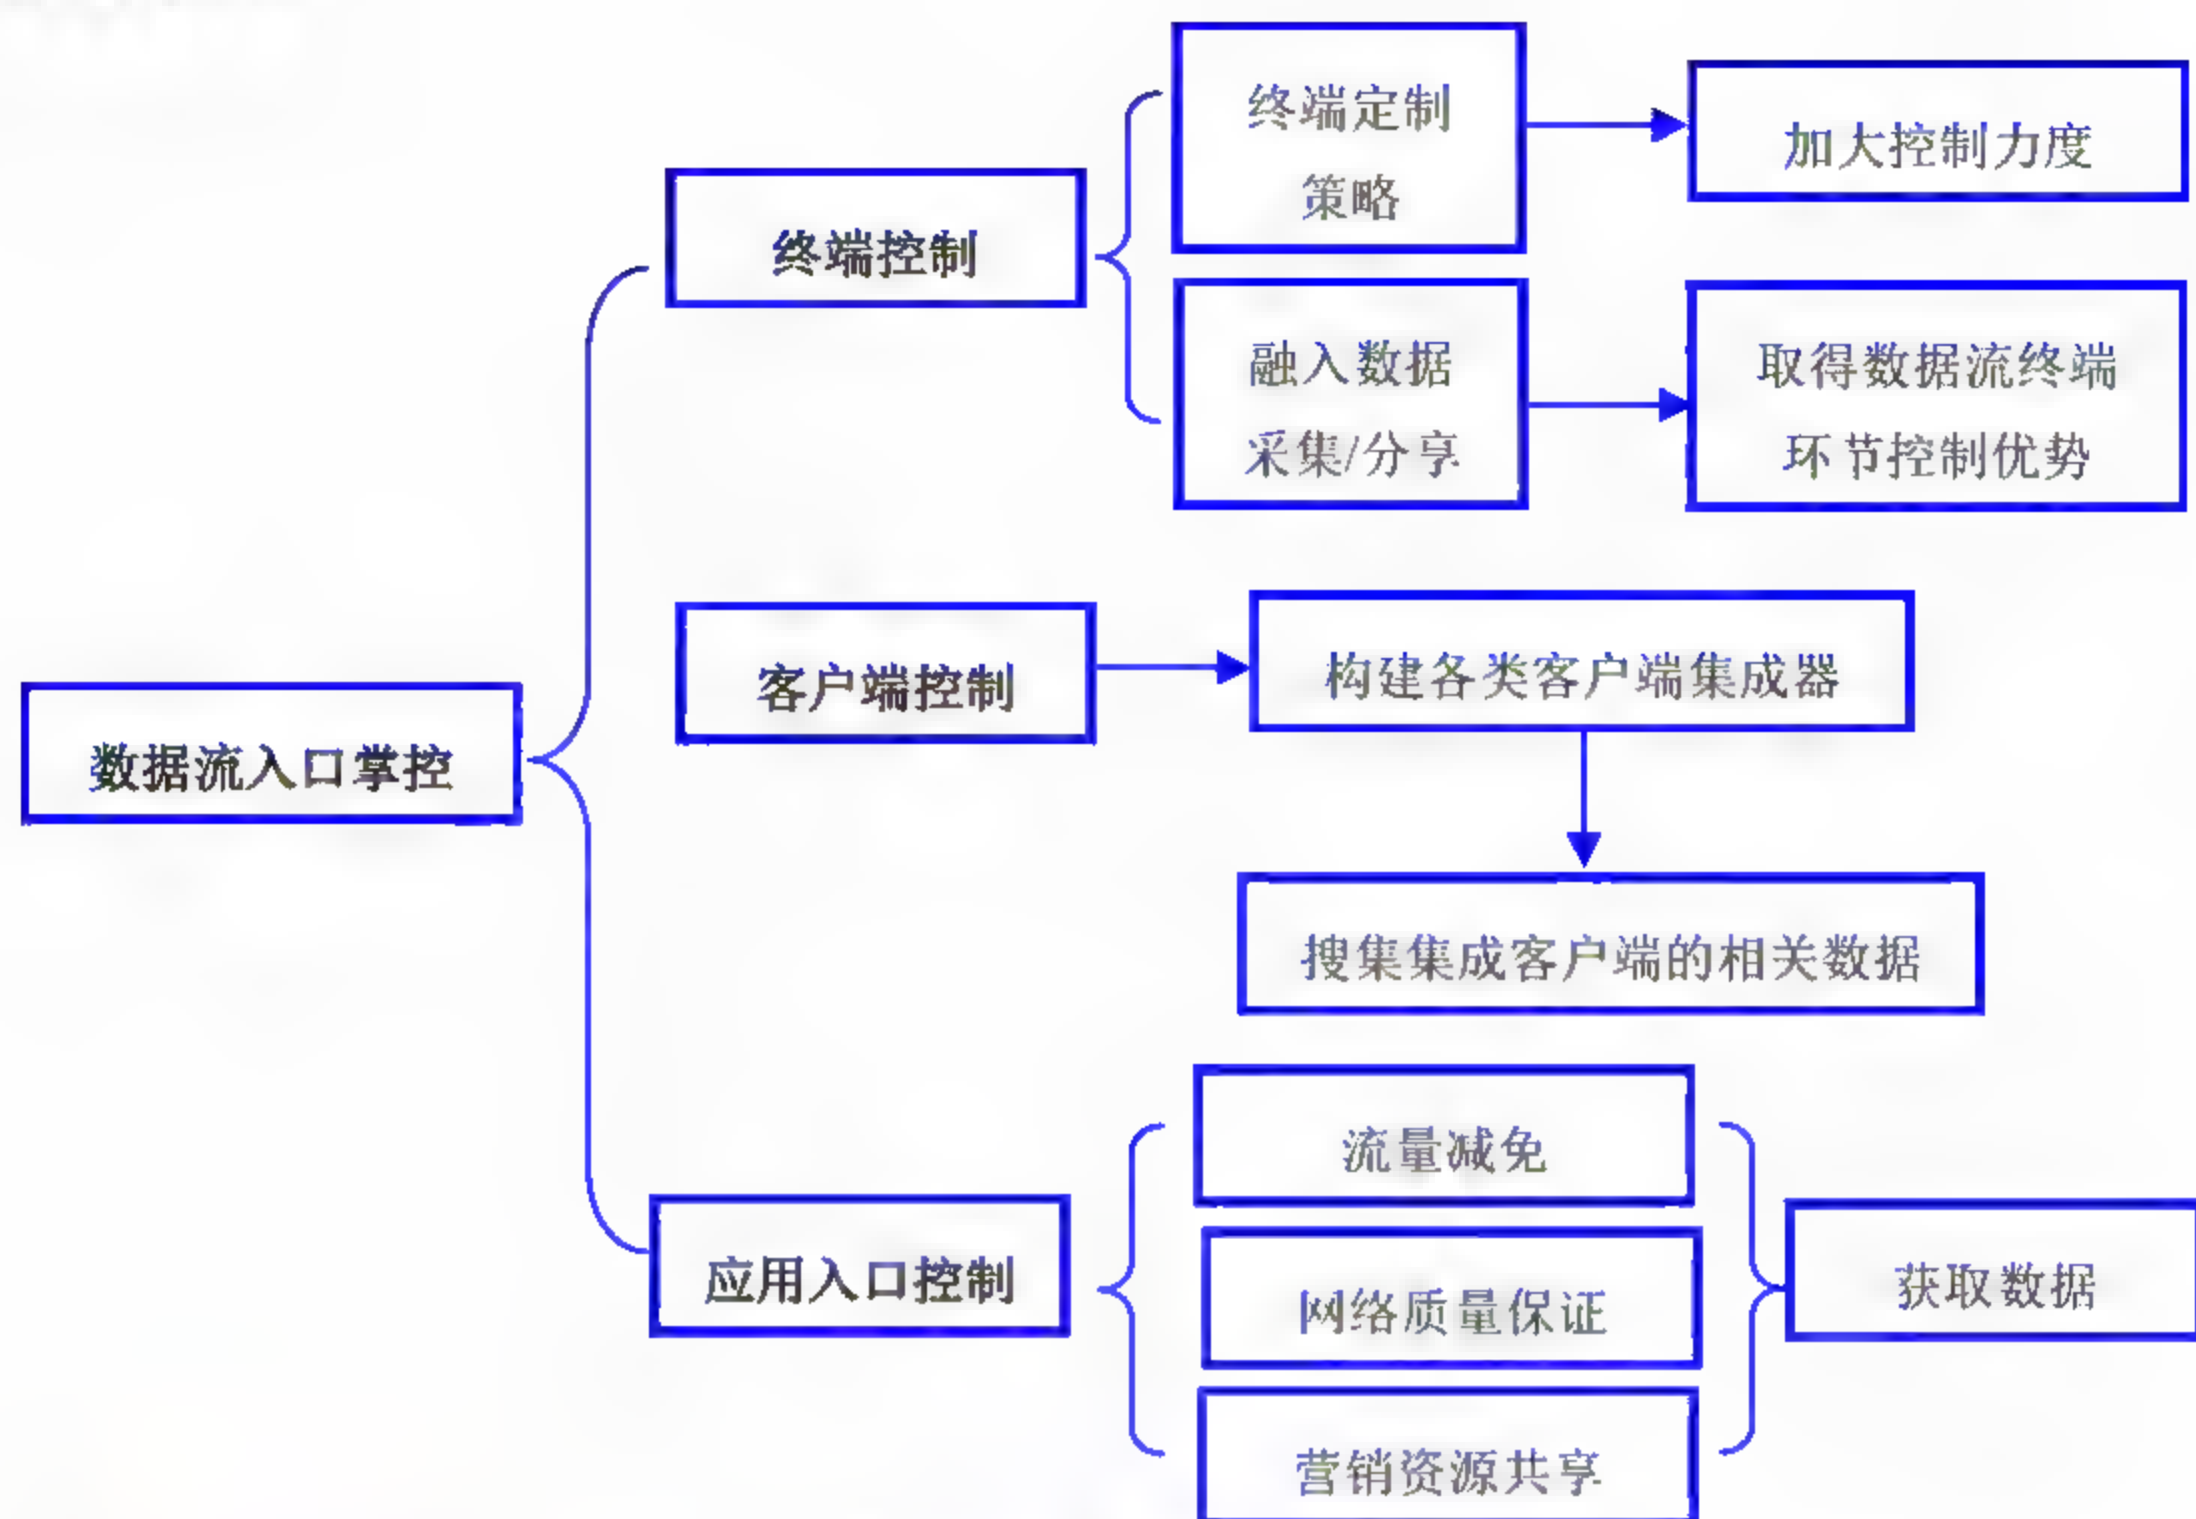 终端定制
策略
加大控制力度
终端控制
融入数据
采集/分享
取得数据流终端
环节控制优势
客户端控制
构建各类客户端集成器
数据流入口掌控
搜集集成客户端的相关数据
流量减免
应用入口控制
网络质量保证
获取数据
营销资源共享